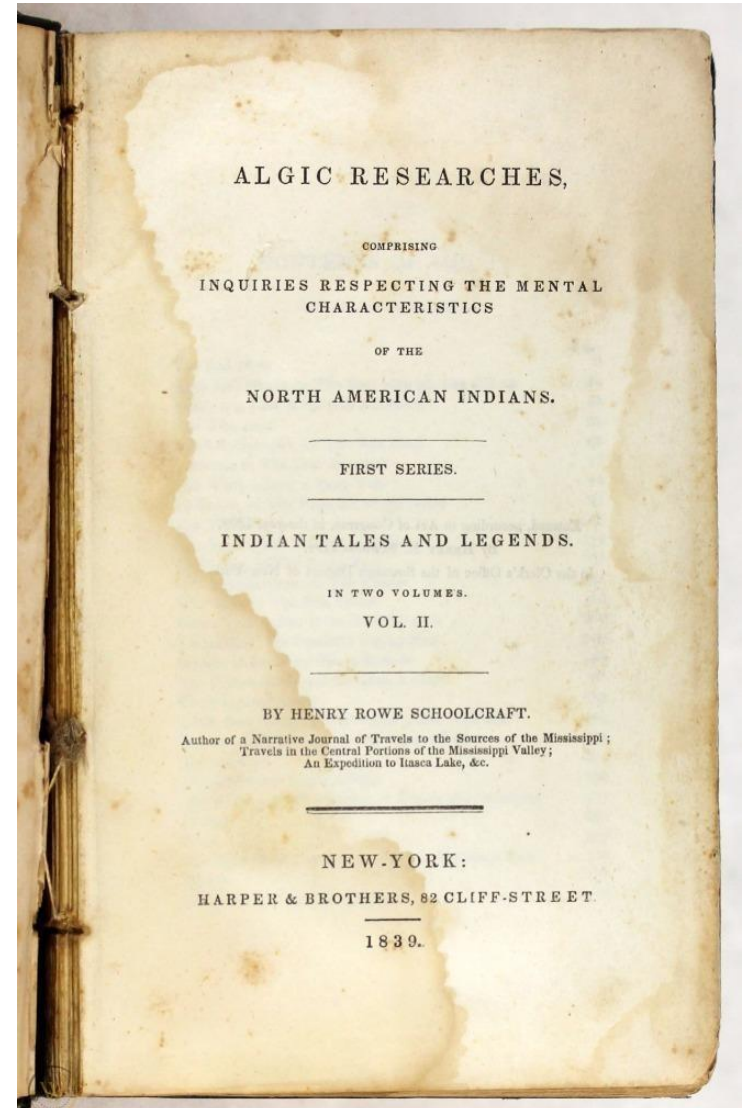 ALGIC RESEARCHES,
COMPRISING
INQUIRIES RESPECTING THE MENTAL
CHARACTERISTICS
OF THE
NORTH AMERICAN INDIANS.
FIRST SERIES.
INDIAN TALES AND LEGENDS.
IN TWO VOLUMES.
VOL. II.
BY HENRY ROWE SCHOOLCRAFT.
Author of a Narrative Journal of Travels to the Sources of the Mississippi ;
Travels in the Central Portions of the Mississippi Valley ;
An Expedition to Itasca Lake, &c.
NEW-YORK:
HARPER & BROTHERS, 82 CLIFF-STREET.
1839.